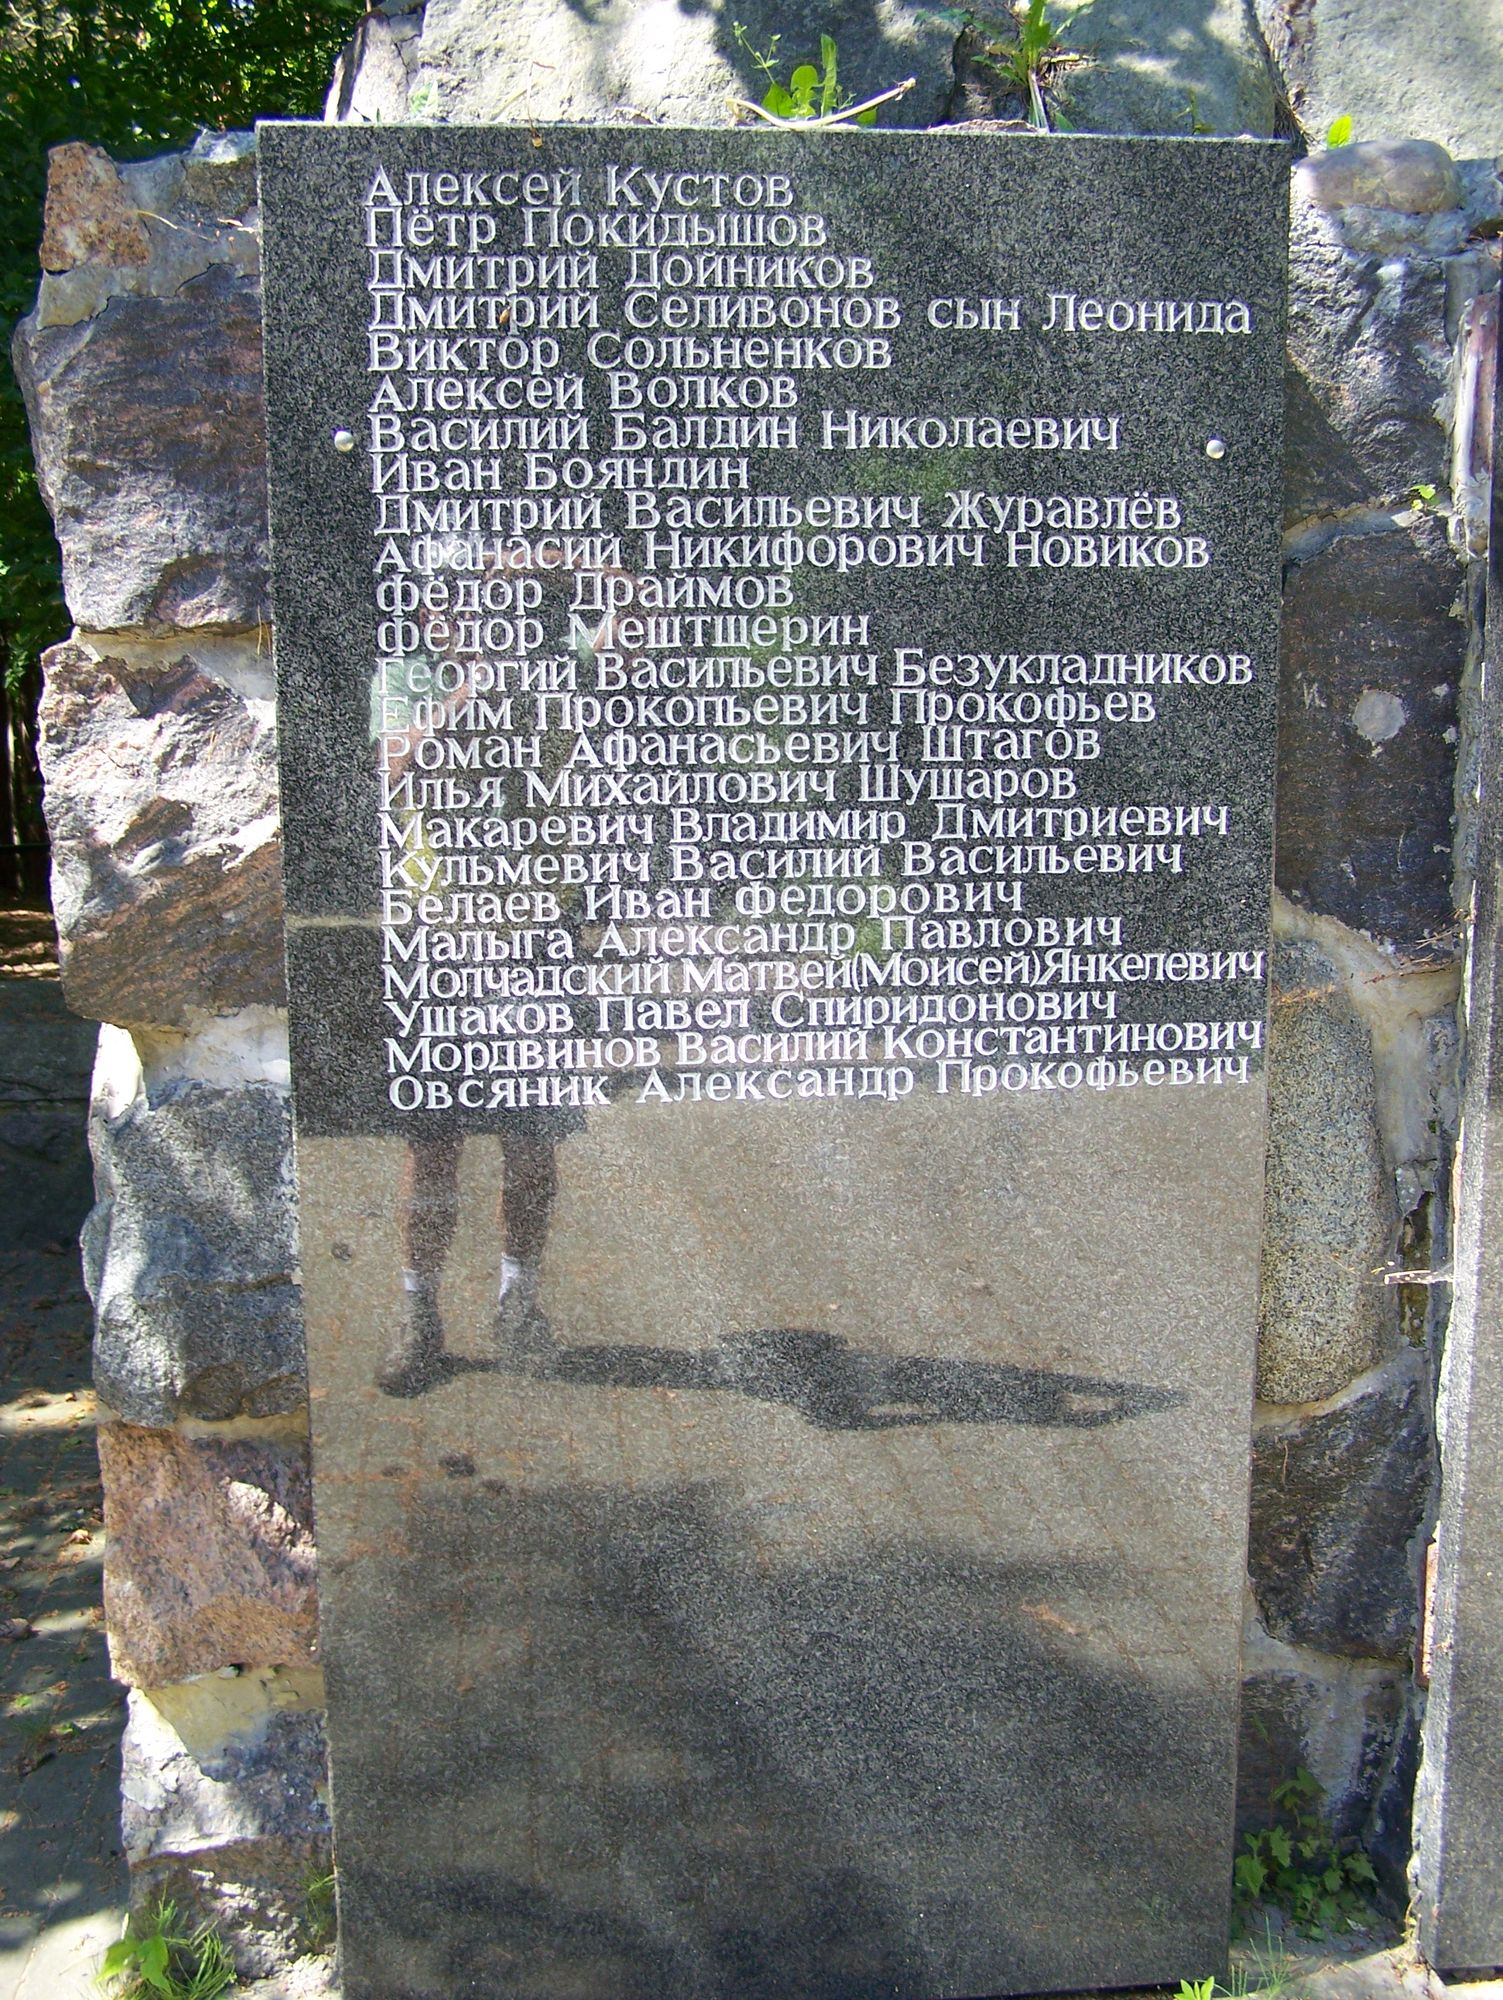 Алексей Кустов
Пётр Покидышов
Дмитрий Дойников
Дмитрий Селивонов сын Леонида
Виктор Сольненков
Алексей Волков
Василий Балдин Николаевич
Иван Бояндин
Дмитрий Васильевич Журавлёв
Афанасий Никифорович Новиков
фёдор Драймов
фёдор Мештщерин
Георгий Васильевич Безукладников
Ефим Прокопьевич Прокофьев
Роман Афанасьевич Штагов
Илья Михайлович Шушаров
Макаревич Владимир Дмитриевич
Кульмевич Василий Васильевич
Белаев Иван федорович
Малыга Александр Павлович
Молчадский Матвей(Моисей)Янкелевич
Ушаков Павел Спиридонович
Мордвинов Василий Константинович
Овсяник Александр Прокофьевич